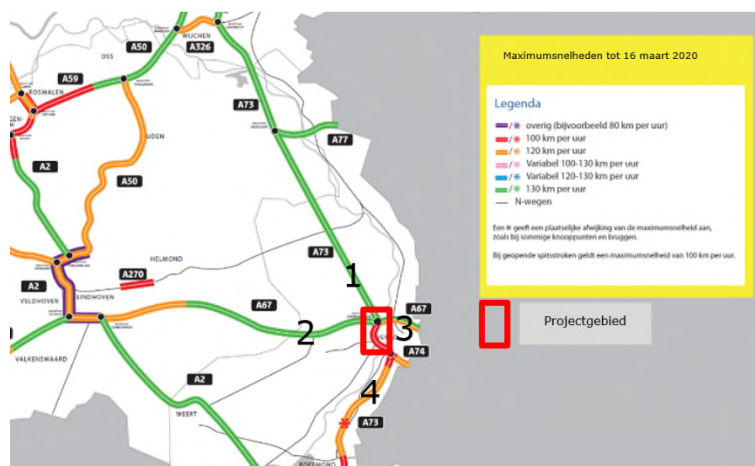 A50
WIJCHEN
A326
OSS
A59
ROSMALEN
A73
A77
UDEN
A2
A50
A73
1
HELMOND
A270
A2
VELDHOVEN
EINDHOVEN
A67
2
3
A67
A74
VALKENSWAARD
4
A2
WEERT
A73
ROERMOND
Maximumsnelheden tot 16 maart 2020
Legenda
overig (bijvoorbeeld 80 km per uur)
100 km per uur
120 km per uur
Variabel 100-130 km per uur
Variabel 120-130 km per uur
130 km per uur
N-wegen
Een * geeft een plaatselijke afwijking van de maximumsnelheid aan,
zoals bij sommige knooppunten en bruggen.
Bij geopende spitsstroken geldt een maximumsnelheid van 100 km per uur.
Projectgebied